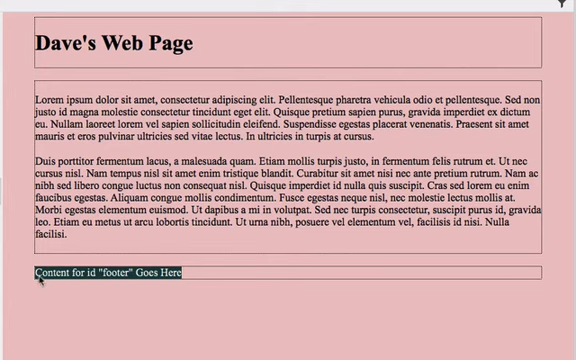 Dave's Web Page
Lorem ipsum dolor sit amet, consectetur adipiscing elit. Pellentesque pharetra vehicula odio et pellentesque. Sed non
justo id magna molestie consectetur tincidunt eget elit. Quisque pretium sapien purus, gravida imperdiet ex dictum
eu. Nullam laoreet lorem vel sapien sollicitudin eleifend. Suspendisse egestas placerat venenatis. Praesent sit amet
mauris et eros pulvinar ultricies sed vitae lectus. In ultricies in turpis at cursus.
Duis porttitor fermentum lacus, a malesuada quam. Etiam mollis turpis justo, in fermentum felis rutrum et. Ut nec
cursus nisl. Nam tempus nisl sit amet enim tristique blandit. Curabitur sit amet nisi nec ante pretium rutrum. Nam ac
nibh sed libero congue luctus non consequat nisl. Quisque imperdiet id nulla quis suscipit. Cras sed lorem eu enim
faucibus egestas. Aliquam congue mollis condimentum. Fusce egestas neque nisl, nec molestie lectus mollis at.
Morbi egestas elementum euismod. Ut dapibus a mi in volutpat. Sed nec turpis consectetur, suscipit purus id, gravida
leo. Etiam eu metus ut arcu lobortis tincidunt. Ut urna nibh, posuere vel elementum vel, facilisis id nisi. Nulla
facilisi.
Content for id "footer" Goes Here